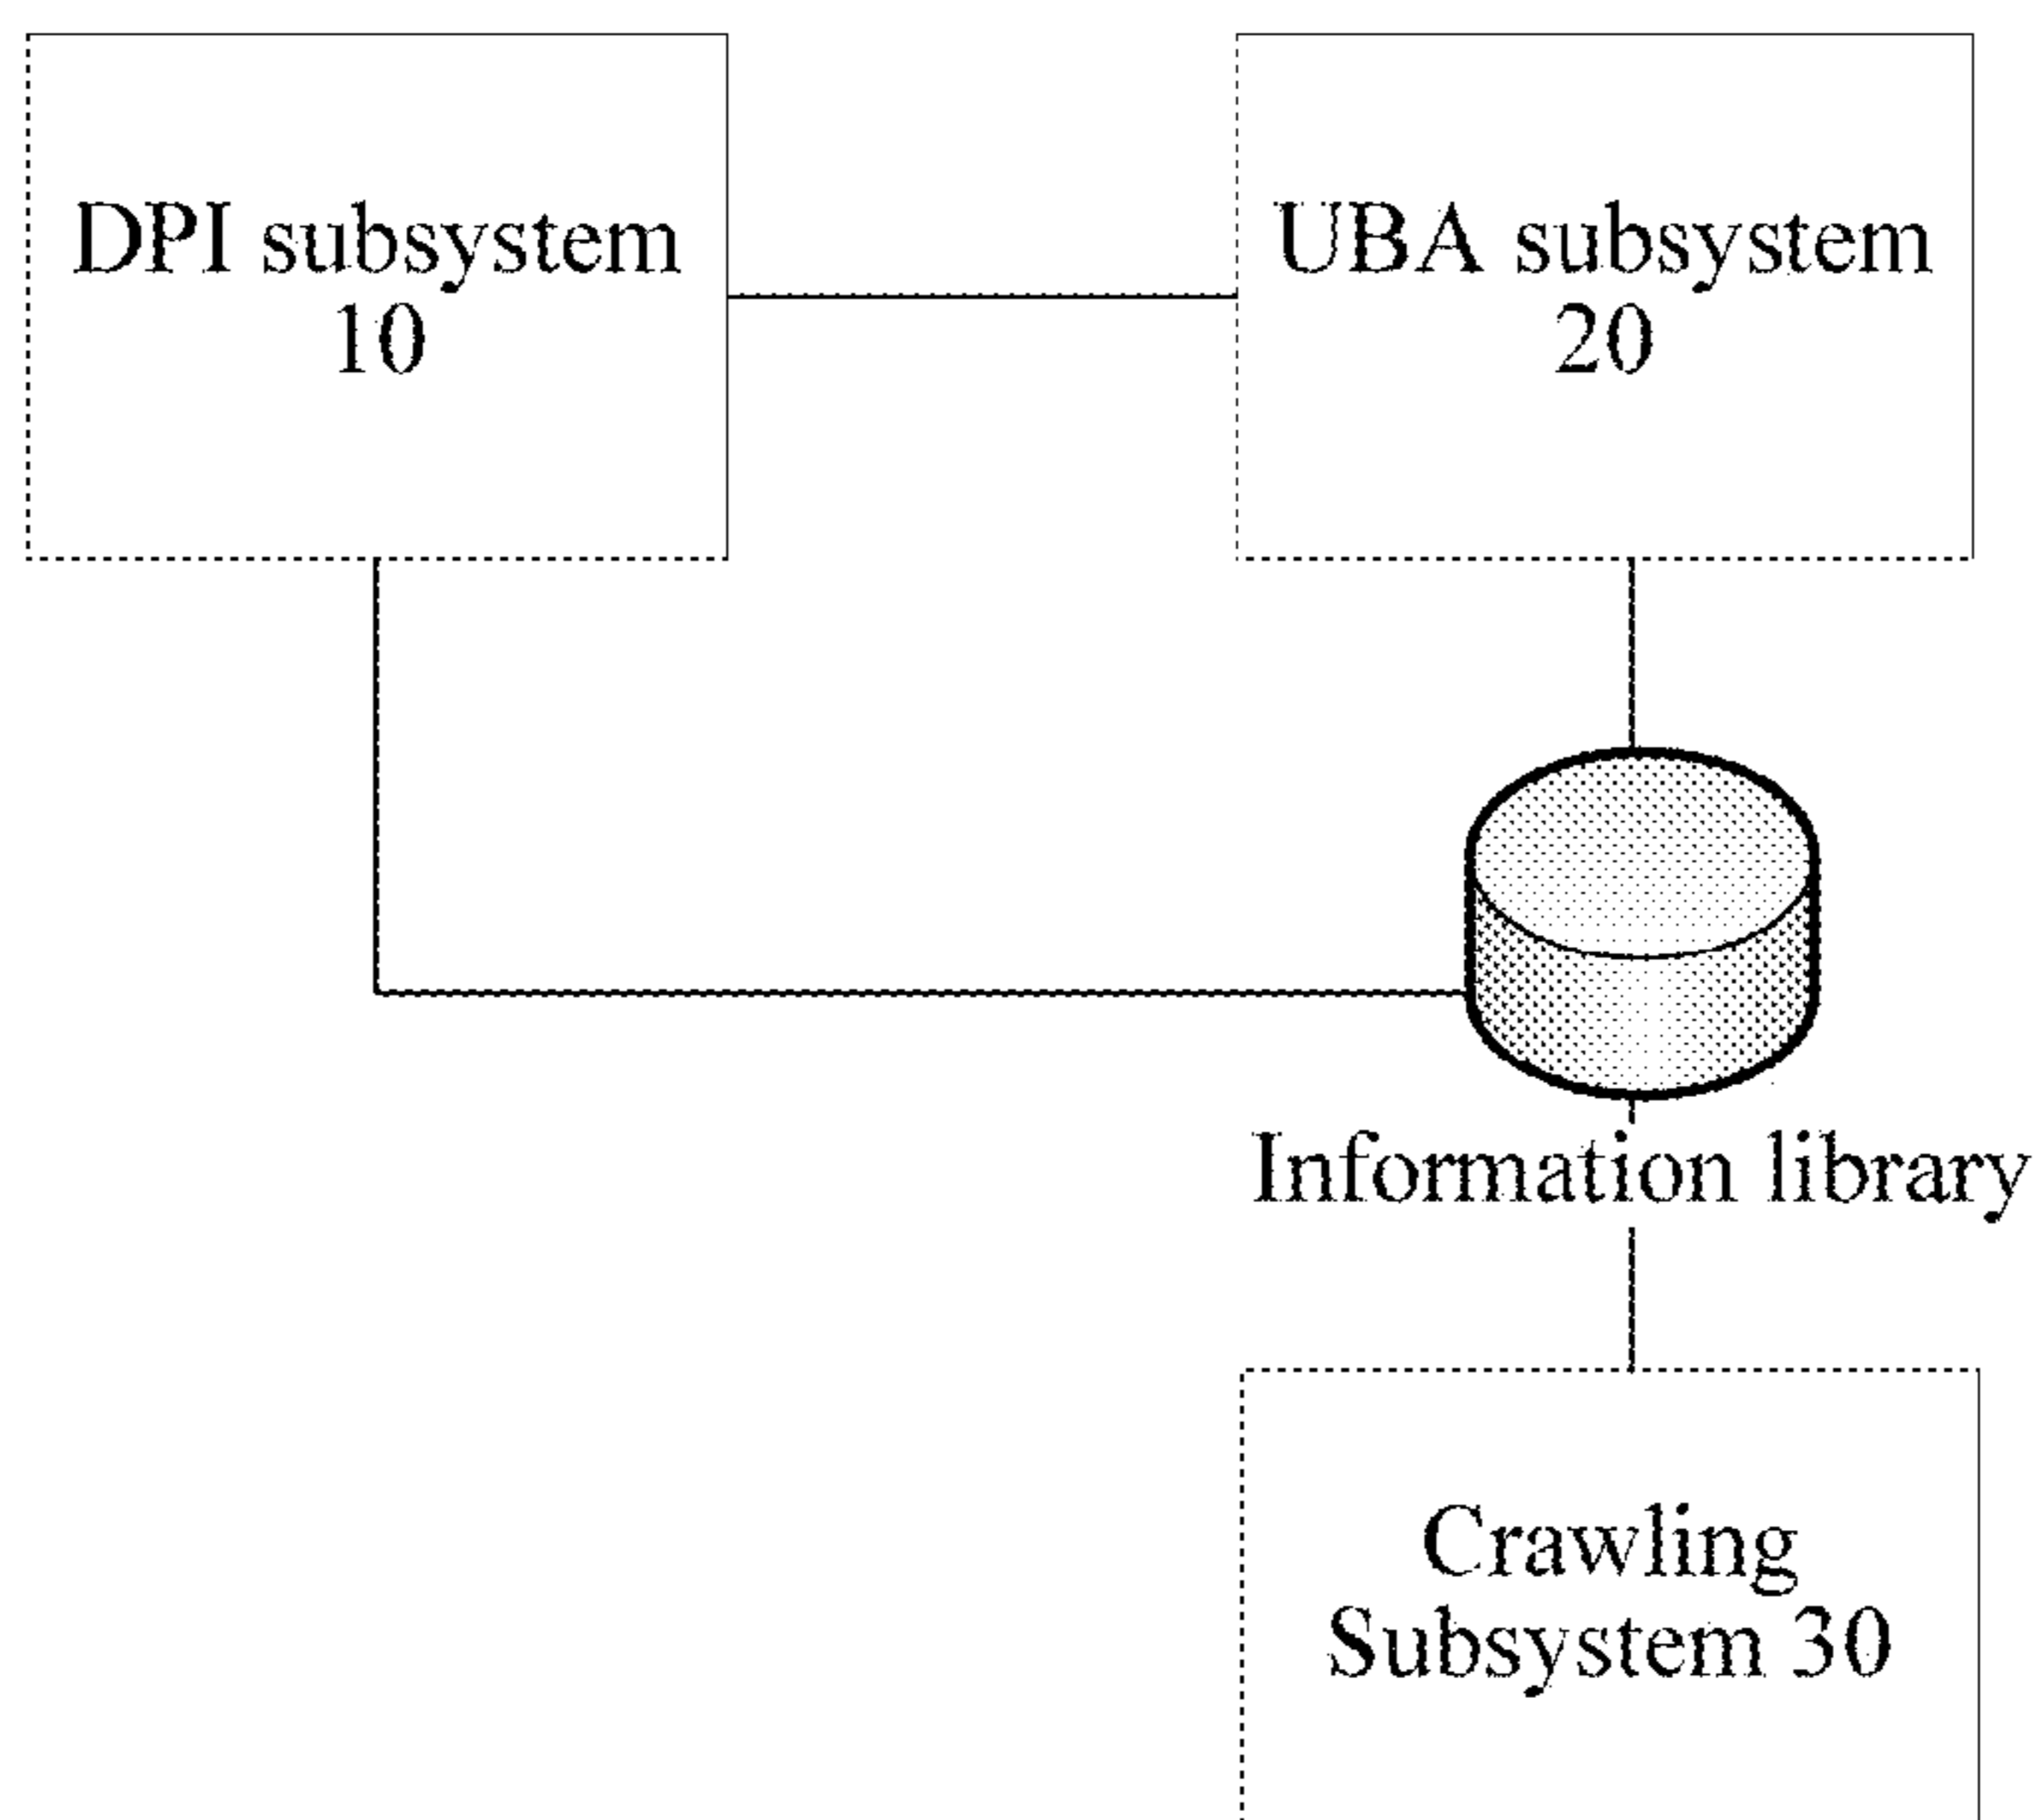 DPI subsystem
10
UBA subsystem
20
Information library
Crawling
Subsystem 30